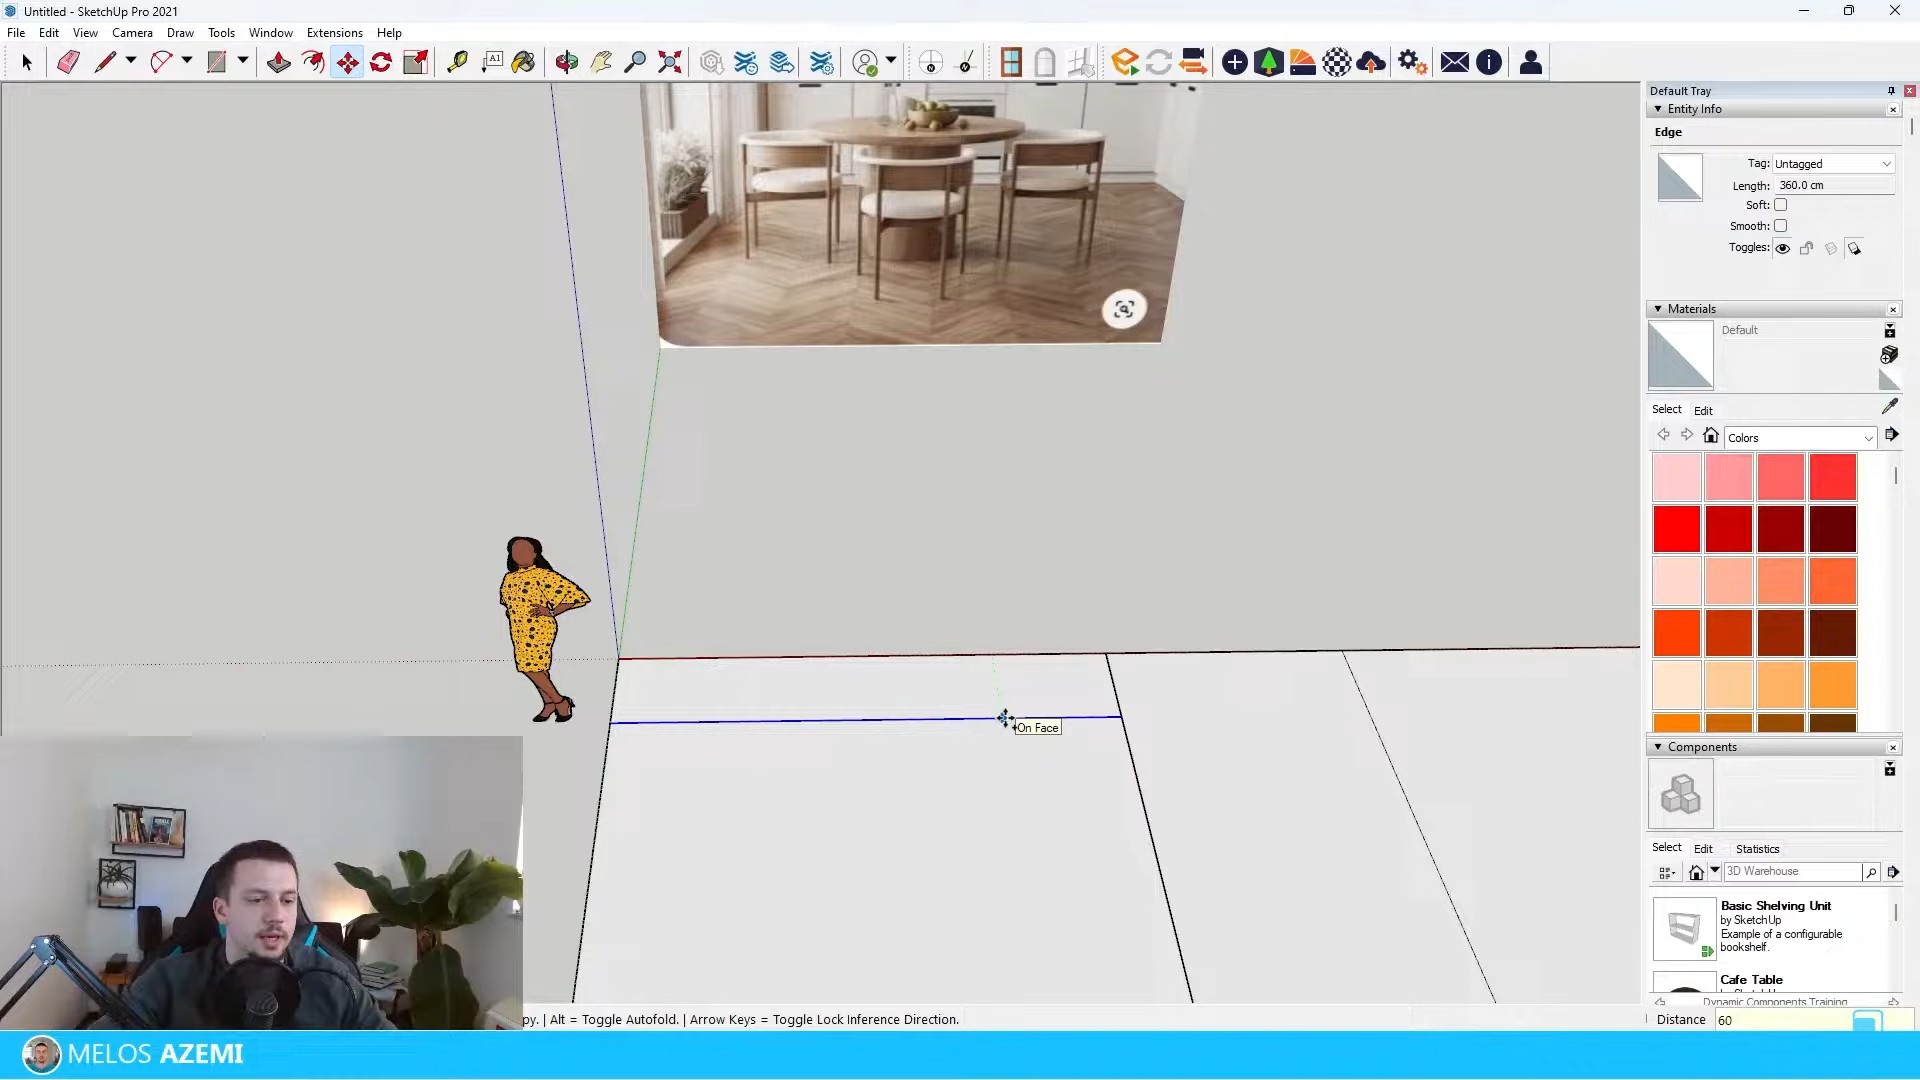 Untitled - SketchUp Pro 2021
File Edit View Camera Draw Tools Window Extensions Help
A1
Default Tray
Entity Info
Edge
Tag: Untagged
Length: 360.0 cm
Soft:
Smooth:
Toggles:
Materials
Default
Select Edit
Colors
On Face
Components
Select Edit Statistics
3D Warehouse
Basic Shelving Unit
by SketchUp
Example of a configurable
bookshelf.
Cafe Table
Dynamic Components Training
py. | Alt = Toggle Autofold. | Arrow Keys = Toggle Lock Inference Direction.
Distance 60
MELOS AZEMI